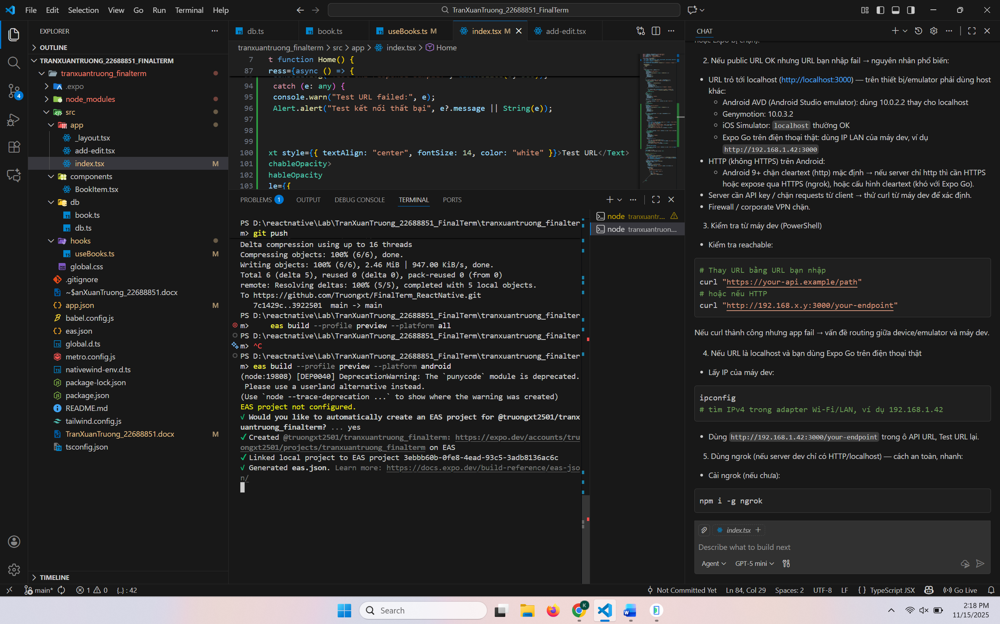 File Edit Selection View Go Run Terminal Help
TranXuanTruong_22688851_FinalTerm
EXPLORER
OUTLINE
TRANXUANTRUONG_22688851_FINALTERM
tranxuantruong_finalterm
.expo
node_modules
src
app
_layout.tsx
add-edit.tsx
index.tsx M
components
BookItem.tsx
db
book.ts
db.ts
hooks
useBooks.ts M
global.css
.gitignore
~$anXuanTruong_22688851.docx
app.json M
babel.config.js
eas.json
global.d.ts
metro.config.js
nativewind-env.d.ts
package-lock.json
package.json
README.md
tailwind.config.js
TranXuanTruong_22688851.docx M
tsconfig.json
TIMELINE
4
db.ts book.ts useBooks.ts M index.tsx M add-edit.tsx
tranxuantruong_finalterm > src > app > index.tsx > Home
7 t function Home() {
87 ress={async () => {
94 catch (e: any) {
95 console.warn("Test URL failed:", e);
96 Alert.alert("Test kết nối thất bại", e?.message || String(e));
97
98
99
100 xt style={{ textAlign: "center", fontSize: 14, color: "white" }}>Test URL</Text>
101 chableOpacity>
102 hableOpacity
103 le={{
PROBLEMS 1 OUTPUT DEBUG CONSOLE TERMINAL PORTS
node tranxuantr...
node tranxuantruon...
PS D:\reactnative\Lab\TranXuanTruong_22688851_FinalTerm\tranxuantruong_finalter
m> git push
Delta compression using up to 16 threads
Compressing objects: 100% (6/6), done.
Writing objects: 100% (6/6), 2.46 MiB | 947.00 KiB/s, done.
Total 6 (delta 5), reused 0 (delta 0), pack-reused 0 (from 0)
remote: Resolving deltas: 100% (5/5), completed with 5 local objects.
To https://github.com/Truongxt/FinalTerm_ReactNative.git
7c1429c..3922501 main -> main
PS D:\reactnative\Lab\TranXuanTruong_22688851_FinalTerm\tranxuantruong_finalter
m> eas build --profile preview --platform all
PS D:\reactnative\Lab\TranXuanTruong_22688851_FinalTerm\tranxuantruong_finalter
m> ^C
PS D:\reactnative\Lab\TranXuanTruong_22688851_FinalTerm\tranxuantruong_finalter
m> eas build --profile preview --platform android
(node:19808) [DEP0040] DeprecationWarning: The `punycode` module is deprecated.
Please use a userland alternative instead.
(Use `node --trace-deprecation ...` to show where the warning was created)
EAS project not configured.
√ Would you like to automatically create an EAS project for @truongxt2501/tranx
uantruong_finalterm? ... yes
✔ Created @truongxt2501/tranxuantruong_finalterm: https://expo.dev/accounts/tru
ongxt2501/projects/tranxuantruong_finalterm on EAS
✔ Linked local project to EAS project 3ebbb60b-0fe8-4ead-93c5-3adb8136ac6c
√ Generated eas.json. Learn more: https://docs.expo.dev/build-reference/eas-jso
n/
CHAT
hoặc Expo bị chặn).
2. Nếu public URL OK nhưng URL bạn nhập fail → nguyên nhân phổ biến:
• URL trỏ tới localhost (http://localhost:3000) — trên thiết bị/emulator phải dùng host
khác:
Android AVD (Android Studio emulator): dùng 10.0.2.2 thay cho localhost
Genymotion: 10.0.3.2
iOS Simulator: localhost thường OK
Expo Go trên điện thoại thật: dùng IP LAN của máy dev, ví dụ
http://192.168.1.42:3000
• HTTP (không HTTPS) trên Android:
Android 9+ chặn cleartext (http) mặc định → nếu server chỉ http thì cần HTTPS
hoặc expose qua HTTPS (ngrok), hoặc cấu hình cleartext (khó với Expo Go).
• Server cần API key / chặn requests từ client → thử curl từ máy dev để xác định.
• Firewall / corporate VPN chặn.
3. Kiểm tra từ máy dev (PowerShell)
• Kiểm tra reachable:
# Thay URL bằng URL bạn nhập
curl "https://your-api.example/path"
# hoặc nếu HTTP
curl "http://192.168.x.y:3000/your-endpoint"
Nếu curl thành công nhưng app fail → vấn đề routing giữa device/emulator và máy dev.
4. Nếu URL là localhost và bạn dùng Expo Go trên điện thoại thật
• Lấy IP của máy dev:
ipconfig
# tìm IPv4 trong adapter Wi-Fi/LAN, ví dụ 192.168.1.42
• Dùng http://192.168.1.42:3000/your-endpoint trong ô API URL, Test URL lại.
5. Dùng ngrok (nếu server dev chỉ có HTTP/localhost) — cách an toàn, nhanh:
• Cài ngrok (nếu chưa):
npm i -g ngrok
index.tsx +
Describe what to build next
Agent GPT-5 mini
main* 1 0 {..} : 42
Not Committed Yet Ln 84, Col 29 Spaces: 2 UTF-8 LF { } TypeScript JSX Go Live
Search
K
2:18 PM
11/15/2025